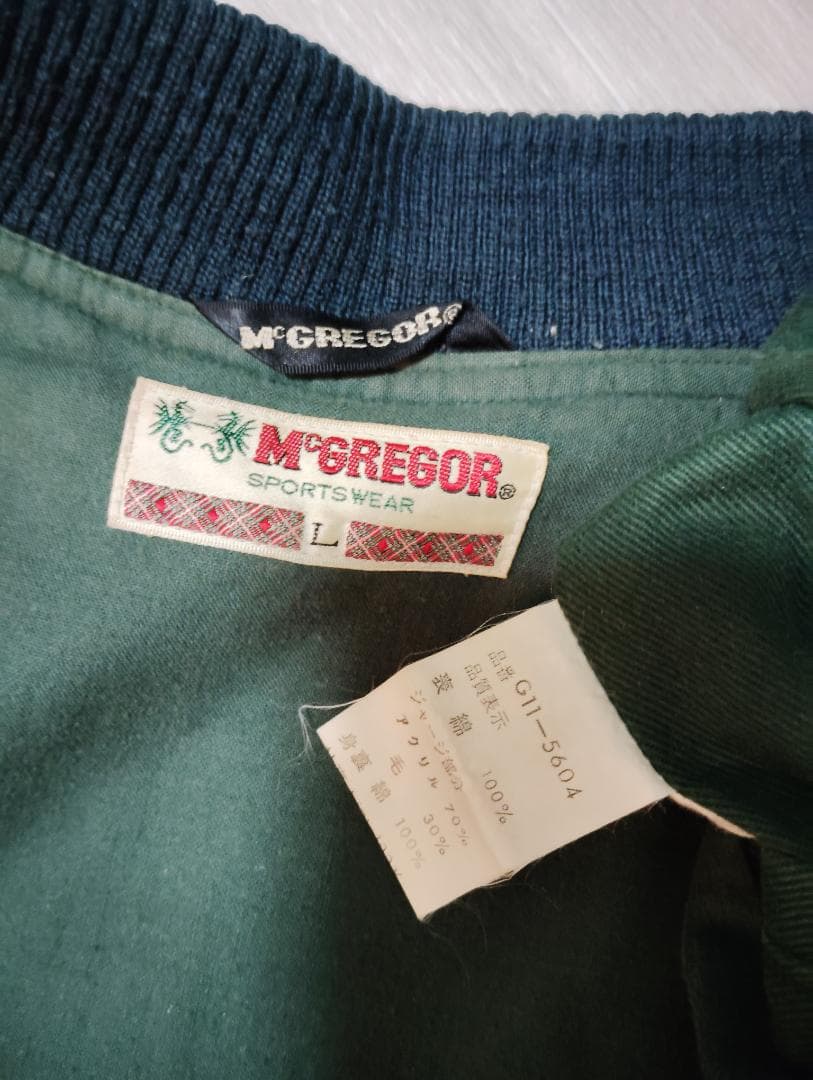 McGREGOR®
McGREGOR®
SPORTSWEAR
L
品番 G11-5604
品質表示
表 綿 100%
ジャージ部分
アクリル 70%
毛 30%
身裏 綿 100%